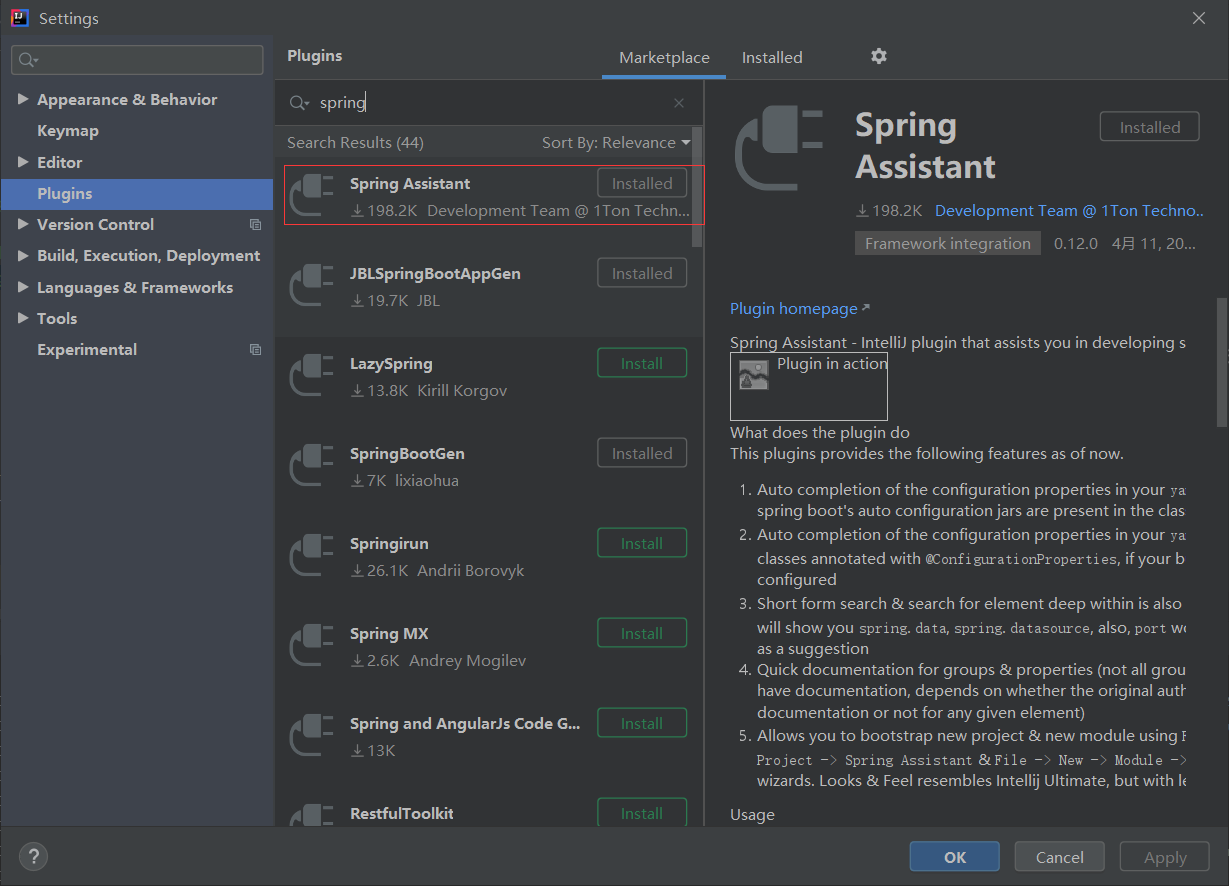 Settings
Appearance & Behavior
Keymap
Editor
Plugins
Version Control
Build, Execution, Deployment
Languages & Frameworks
Tools
Experimental
Plugins
Marketplace
Installed
spring
Search Results (44)
Sort By: Relevance
Spring Assistant
Installed
198.2K Development Team @ 1Ton Techn...
JBLSpringBootAppGen
Installed
19.7K JBL
LazySpring
Install
13.8K Kirill Korgov
SpringBootGen
Installed
7K lixiaohua
Springirun
Install
26.1K Andrii Borovyk
Spring MX
Install
2.6K Andrey Mogilev
Spring and AngularJs Code G...
Install
13K
RestfulToolkit
Install
Spring
Assistant
Installed
198.2K Development Team @ 1Ton Techno..
Framework integration 0.12.0 4月 11, 20...
Plugin homepage
Spring Assistant - IntelliJ plugin that assists you in developing s
Plugin in action
What does the plugin do
This plugins provides the following features as of now.
1. Auto completion of the configuration properties in your ya
spring boot's auto configuration jars are present in the clas
2. Auto completion of the configuration properties in your ya
classes annotated with @ConfigurationProperties, if your b
configured
3. Short form search & search for element deep within is also
will show you spring.data, spring.datasource, also, port w
as a suggestion
4. Quick documentation for groups & properties (not all grou
have documentation, depends on whether the original auth
documentation or not for any given element)
5. Allows you to bootstrap new project & new module using
Project -> Spring Assistant & File -> New -> Module ->
wizards. Looks & Feel resembles Intellij Ultimate, but with le
Usage
?
OK
Cancel
Apply